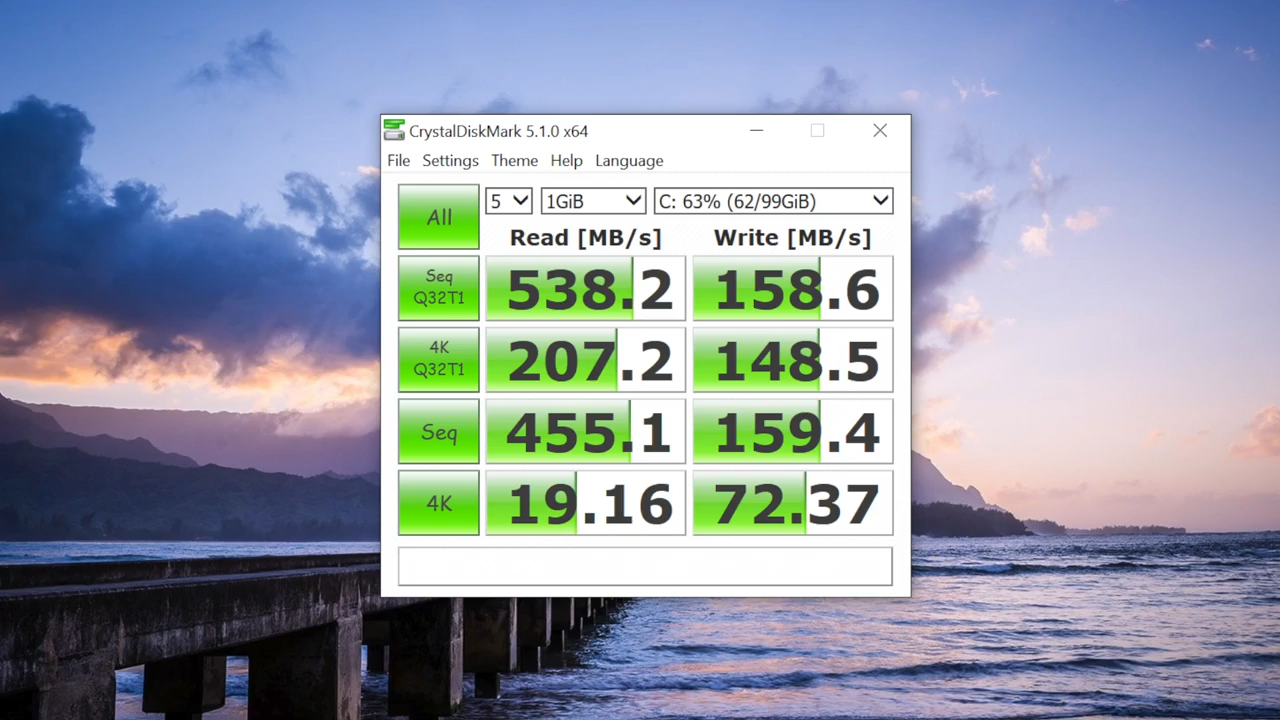 CrystalDiskMark 5.1.0 x64
File Settings Theme Help Language
All 5 1GiB C: 63% (62/99GiB)
Read [MB/s] Write [MB/s]
Seq Q32T1 538.2 158.6
4K Q32T1 207.2 148.5
Seq 455.1 159.4
4K 19.16 72.37